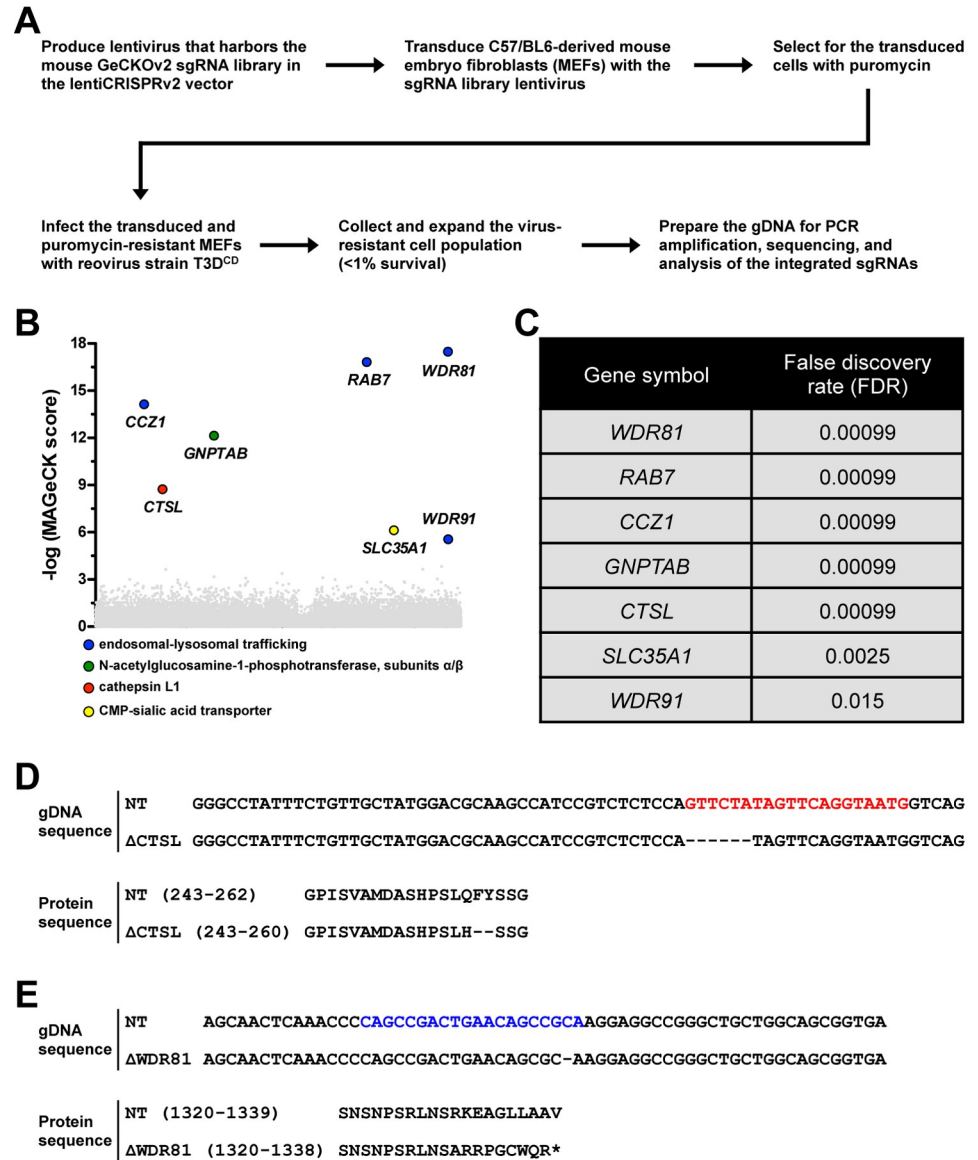 A
Produce lentivirus that harbors the
mouse GeCKOv2 sgRNA library in
the lentiCRISPRv2 vector
Transduce C57/BL6-derived mouse
embryo fibroblasts (MEFs) with the
sgRNA library lentivirus
Select for the transduced
cells with puromycin
Infect the transduced and
puromycin-resistant MEFs
with reovirus strain T3DCD
Collect and expand the virus-
resistant cell population
(<1% survival)
Prepare the gDNA for PCR
amplification, sequencing, and
analysis of the integrated sgRNAs
B
-log (MAGeCK score)
18
15
12
9
6
3
0
CCZ1
GNPTAB
CTSL
RAB7
WDR81
SLC35A1
WDR91
endosomal-lysosomal trafficking
N-acetylglucosamine-1-phosphotransferase, subunits α/β
cathepsin L1
CMP-sialic acid transporter
C
Gene symbol
False discovery
rate (FDR)
WDR81 0.00099
RAB7 0.00099
CCZ1 0.00099
GNPTAB 0.00099
CTSL 0.00099
SLC35A1 0.0025
WDR91 0.015
D
gDNA
sequence
NT GGGCCTATTTCTGTTGCTATGGACGCAAGCCATCCGTCTCTCCAGTTCTATAGTTCAGGTAATGGTCAG
ΔCTSL GGGCCTATTTCTGTTGCTATGGACGCAAGCCATCCGTCTCTCCA------TAGTTCAGGTAATGGTCAG
Protein
sequence
NT (243-262) GPISVAMDASHPSLQFYSSG
ΔCTSL (243-260) GPISVAMDASHPSLH--SSG
E
gDNA
sequence
NT AGCAACTCAAACCCCAGCCGACTGAACAGCCGCAAGGAGGCCGGGCTGCTGGCAGCGGTGA
ΔWDR81 AGCAACTCAAACCCCAGCCGACTGAACAGCGC-AAGGAGGCCGGGCTGCTGGCAGCGGTGA
Protein
sequence
NT (1320-1339) SNSNPSRLNSRKEAGLLAAV
ΔWDR81 (1320-1338) SNSNPSRLNSARRPGCWQR*